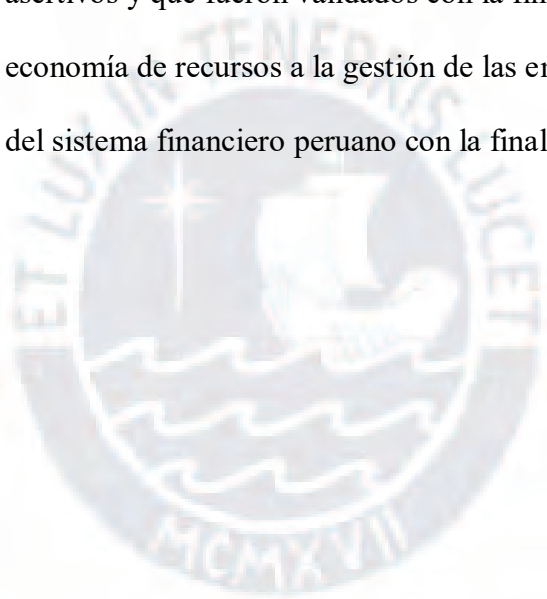 asertivos y que fueron validados con la
economía de recursos a la gestión de las
del sistema financiero peruano con la
ET LUX IN TENEBRIS LUCET
MCMXVII